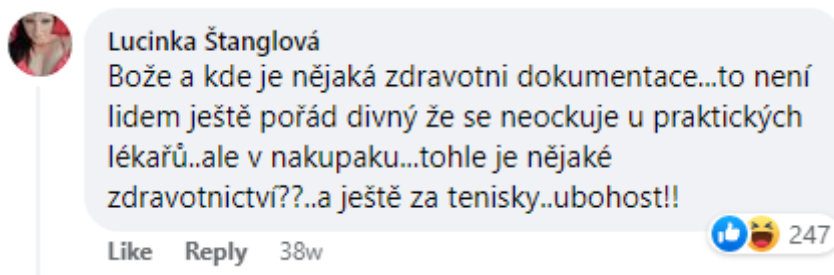 Lucinka Štanglová
Bože a kde je nějaká zdravotni dokumentace...to není
lidem ještě pořád divný že se neockuje u praktických
lékařů..ale v nakupaku...tohle je nějaké
zdravotnictví??..a ještě za tenisky..ubohost!!
Like Reply 38w
247